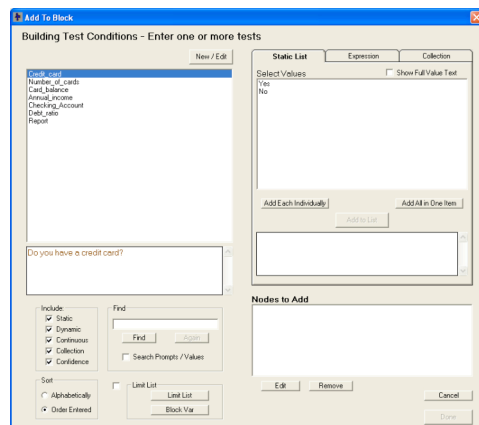 Add To Block
Building Test Conditions - Enter one or more tests
New / Edit
Credit_card
Number_of_cards
Card_balance
Annual_income
Checking_Account
Debt_ratio
Report
Do you have a credit card?
Include:
Static
Dynamic
Continuous
Collection
Confidence
Find
Find
Again
Search Prompts / Values
Sort
Alphabetically
Order Entered
Limit List
Limit List
Block Var
Static List
Expression
Collection
Select Values
Show Full Value Text
Yes
No
Add Each Individually
Add All in One Item
Add to List
Nodes to Add
Edit
Remove
Cancel
Done